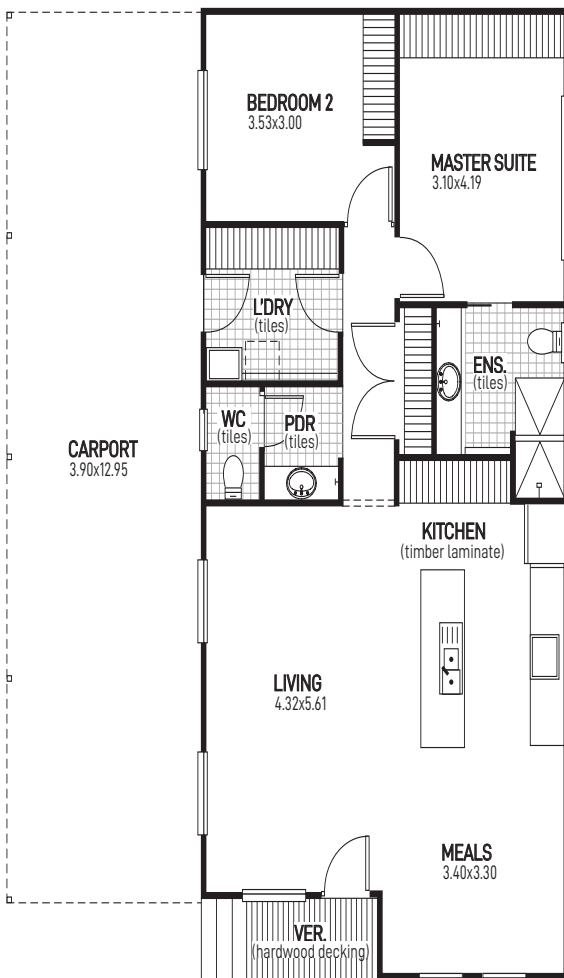 BEDROOM 2
3.53x3.00
MASTER SUITE
3.10x4.19
L'DRY
(tiles)
ENS.
(tiles)
WC
(tiles)
PDR
(tiles)
CARPORT
3.90x12.95
KITCHEN
(timber laminate)
LIVING
4.32x5.61
MEALS
3.40x3.30
VER.
(hardwood decking)